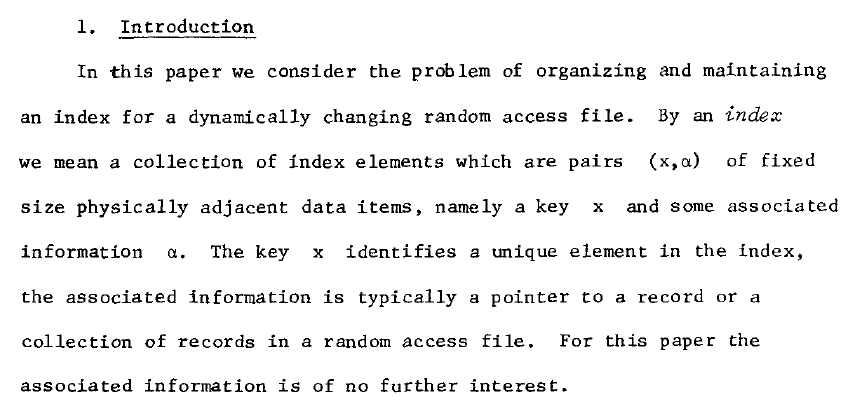 1. Introduction
In this paper we consider the problem of organizing and maintaining
an index for a dynamically changing random access file. By an index
we mean a collection of index elements which are pairs (x,α) of fixed
size physically adjacent data items, namely a key x and some associated
information α. The key x identifies a unique element in the index,
the associated information is typically a pointer to a record or a
collection of records in a random access file. For this paper the
associated information is of no further interest.